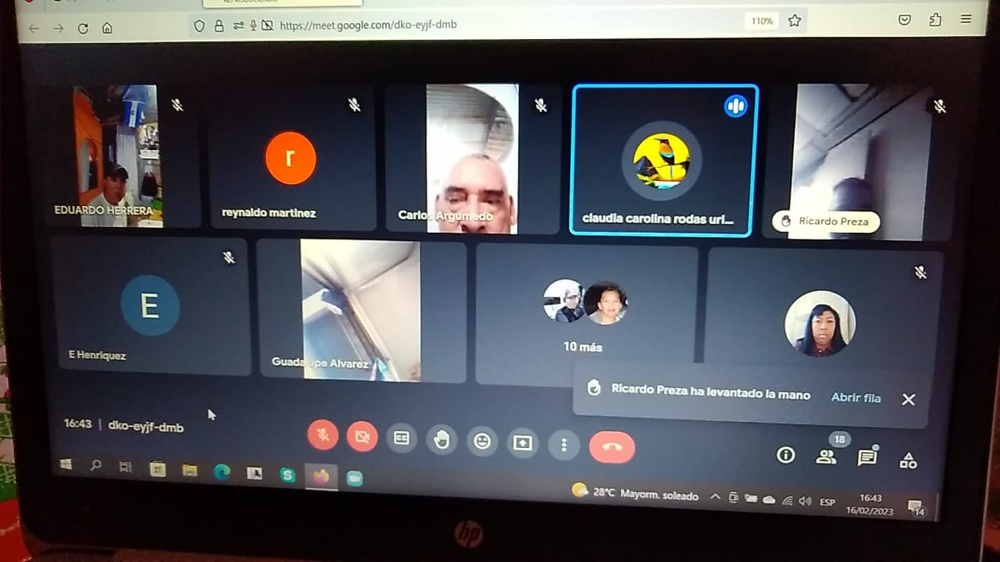 REPRODUCIENDO
https://meet.google.com/dko-eyjf-dmb
110%
EDUARDO HERRERA
r
reynaldo martinez
Carlos Argumedo
claudia carolina rodas uri...
Ricardo Preza
E
E Henriquez
Guadalupe Alvarez
10 más
Ricardo Preza ha levantado la mano
Abrir fila
16:43 | dko-eyjf-dmb
CC
18
S
28°C Mayorm. soleado
ESP
16:43
16/02/2023
14
hp